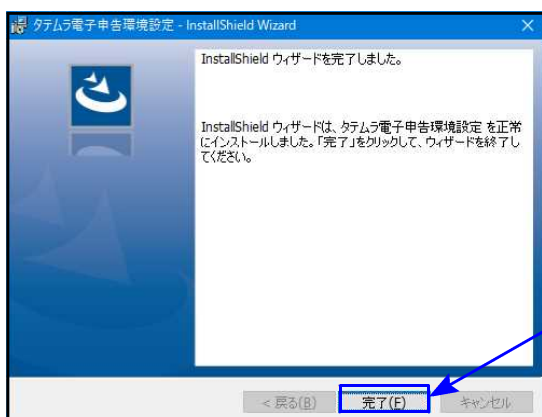 タテムラ電子申告環境設定 - InstallShield Wizard
InstallShield ウィザードを完了しました。
InstallShield ウィザードは、タテムラ電子申告環境設定 を正常
にインストールしました。「完了」をクリックして、ウィザードを終了し
てください。
< 戻る(B) 完了(F) キャンセル